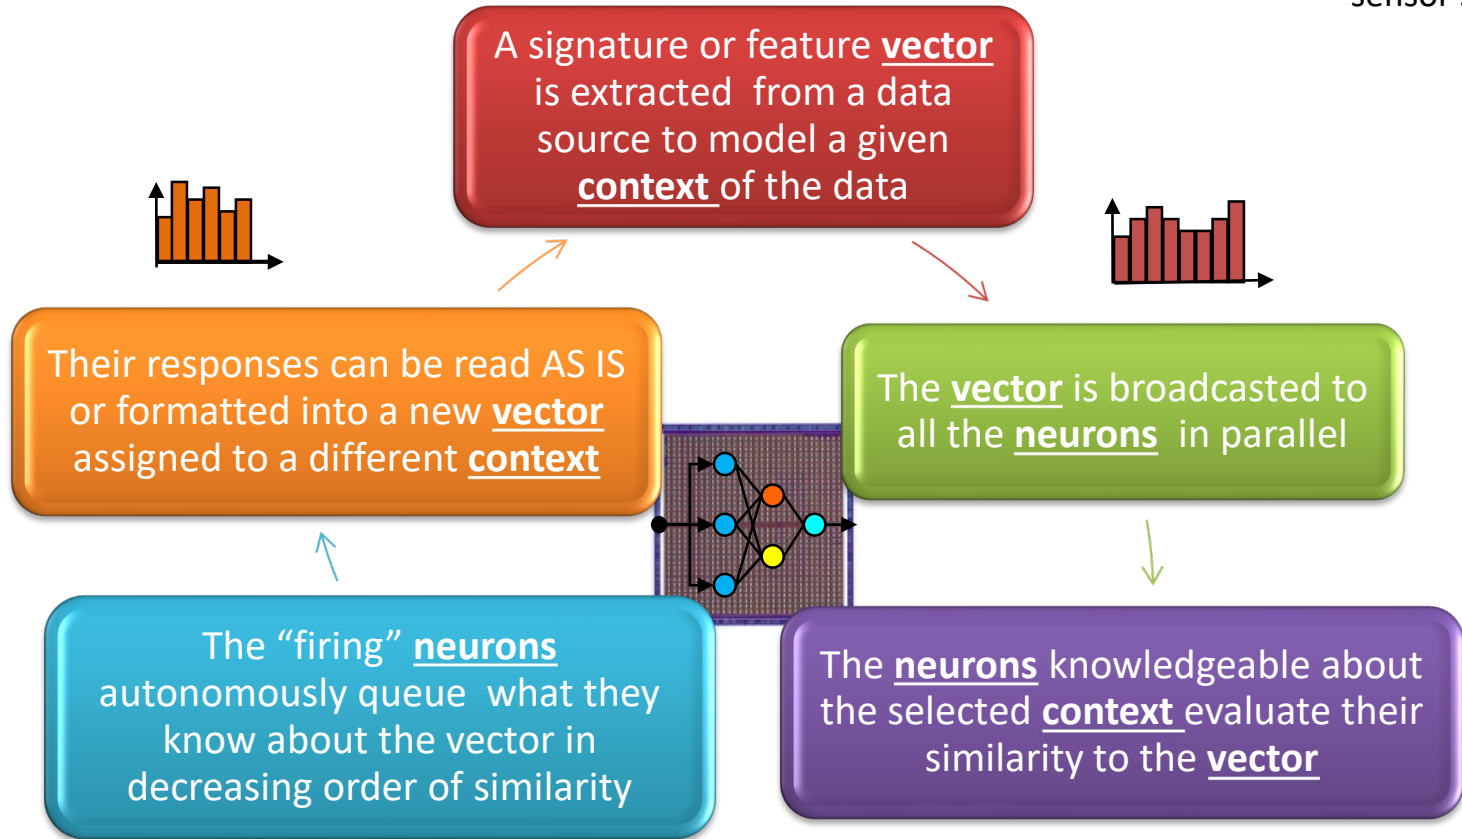 sensor
A signature or feature vector
is extracted  from a data
source to model a given
context of the data
Their responses can be read AS IS
or formatted into a new vector
assigned to a different context
The vector is broadcasted to
all the neurons  in parallel
The “firing” neurons
autonomously queue  what they
know about the vector in
decreasing order of similarity
The neurons knowledgeable about
the selected context evaluate their
similarity to the vector